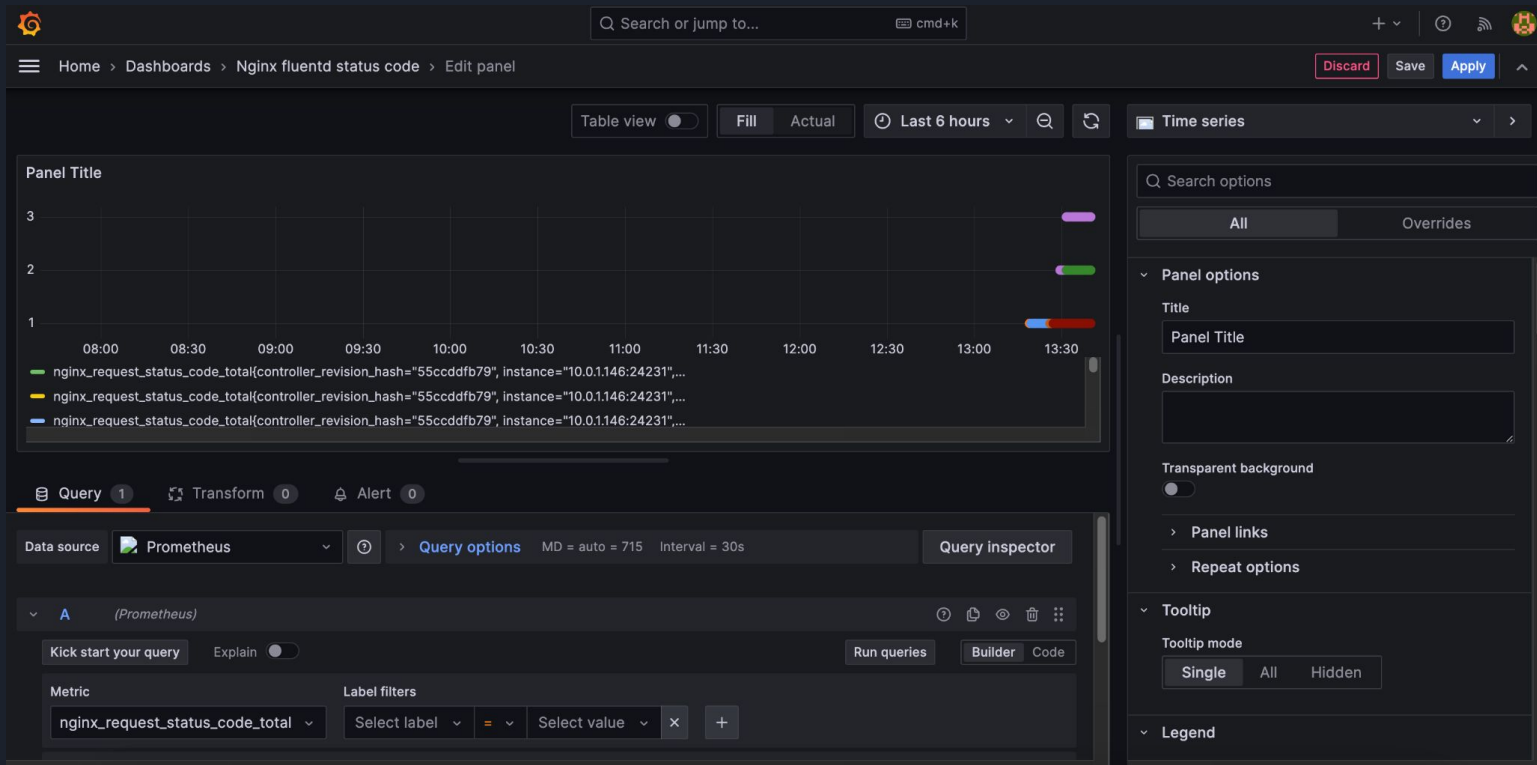 Search or jump to... cmd+k
Home > Dashboards > Nginx fluentd status code > Edit panel Discard Save Apply
Table view Fill Actual Last 6 hours Time series
Panel Title
3
2
1
08:00 08:30 09:00 09:30 10:00 10:30 11:00 11:30 12:00 12:30 13:00 13:30
nginx_request_status_code_total{controller_revision_hash="55ccddfb79", instance="10.0.1.146:24231",...
nginx_request_status_code_total{controller_revision_hash="55ccddfb79", instance="10.0.1.146:24231",...
nginx_request_status_code_total{controller_revision_hash="55ccddfb79", instance="10.0.1.146:24231",...
Query 1 Transform 0 Alert 0
Data source Prometheus > Query options MD = auto = 715 Interval = 30s Query inspector
A (Prometheus)
Kick start your query Explain Run queries Builder Code
Metric Label filters
nginx_request_status_code_total Select label = Select value
Search options
All Overrides
Panel options
Title
Panel Title
Description
Transparent background
Panel links
Repeat options
Tooltip
Tooltip mode
Single All Hidden
Legend